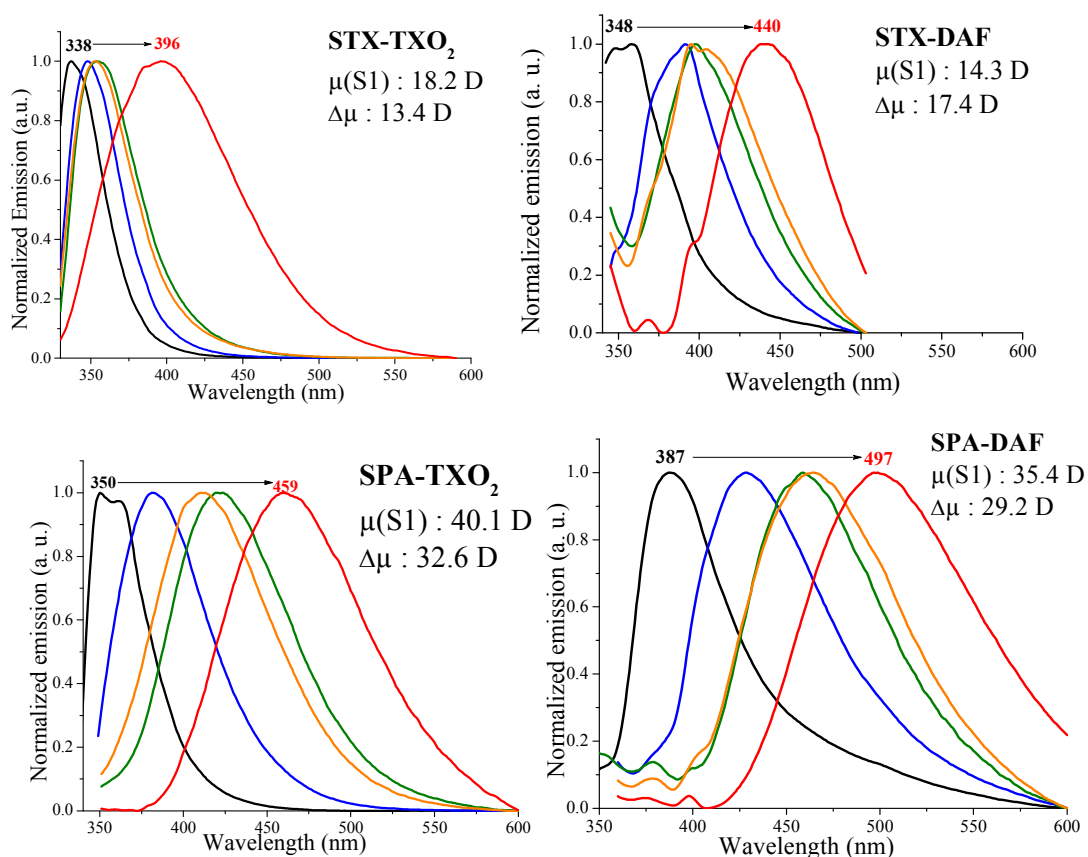 338 396
STX-TXO₂
μ(S1) : 18.2 D
Δμ : 13.4 D
Normalized Emission (a.u.)
1.0
0.8
0.6
0.4
0.2
0.0
350 400 450 500 550 600
Wavelength (nm)
348 440
STX-DAF
μ(S1) : 14.3 D
Δμ : 17.4 D
Normalized emission (a. u.)
1.0
0.8
0.6
0.4
0.2
0.0
350 400 450 500 550 600
Wavelength (nm)
350 459
SPA-TXO₂
μ(S1) : 40.1 D
Δμ : 32.6 D
Normalized emission (a. u.)
1.0
0.8
0.6
0.4
0.2
0.0
350 400 450 500 550 600
Wavelength (nm)
387 497
SPA-DAF
μ(S1) : 35.4 D
Δμ : 29.2 D
Normalized emission (a. u.)
1.0
0.8
0.6
0.4
0.2
0.0
350 400 450 500 550 600
Wavelength (nm)